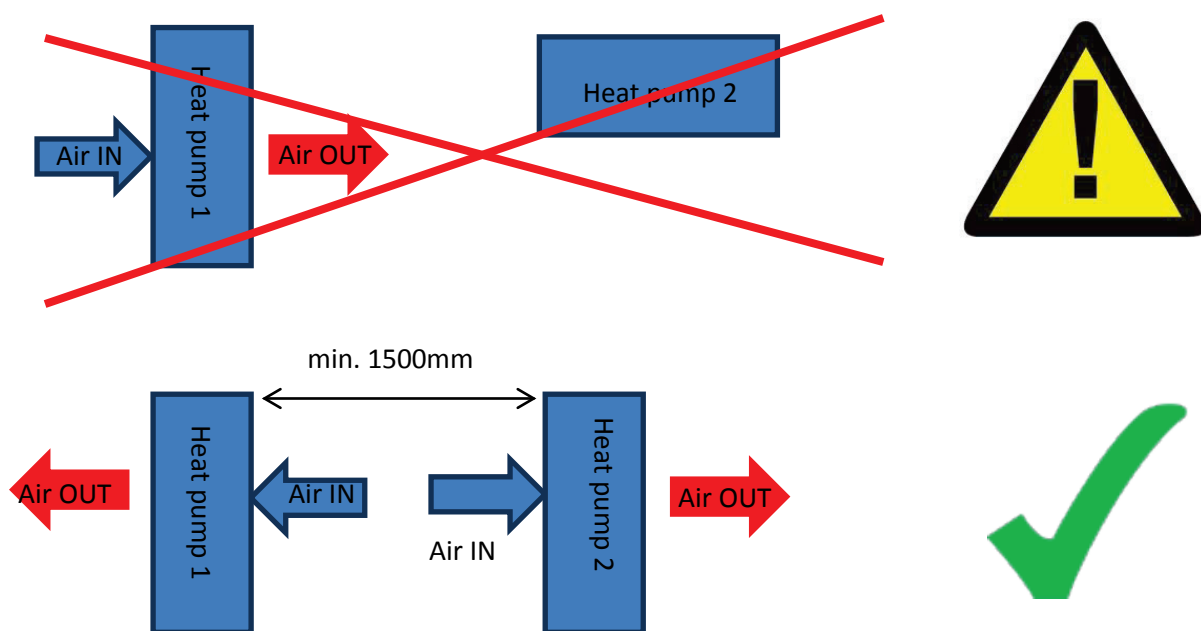 Heat pump 1
Heat pump 2
Air IN
Air OUT
!
min. 1500mm
Heat pump 1
Heat pump 2
Air OUT
Air IN
Air IN
Air OUT